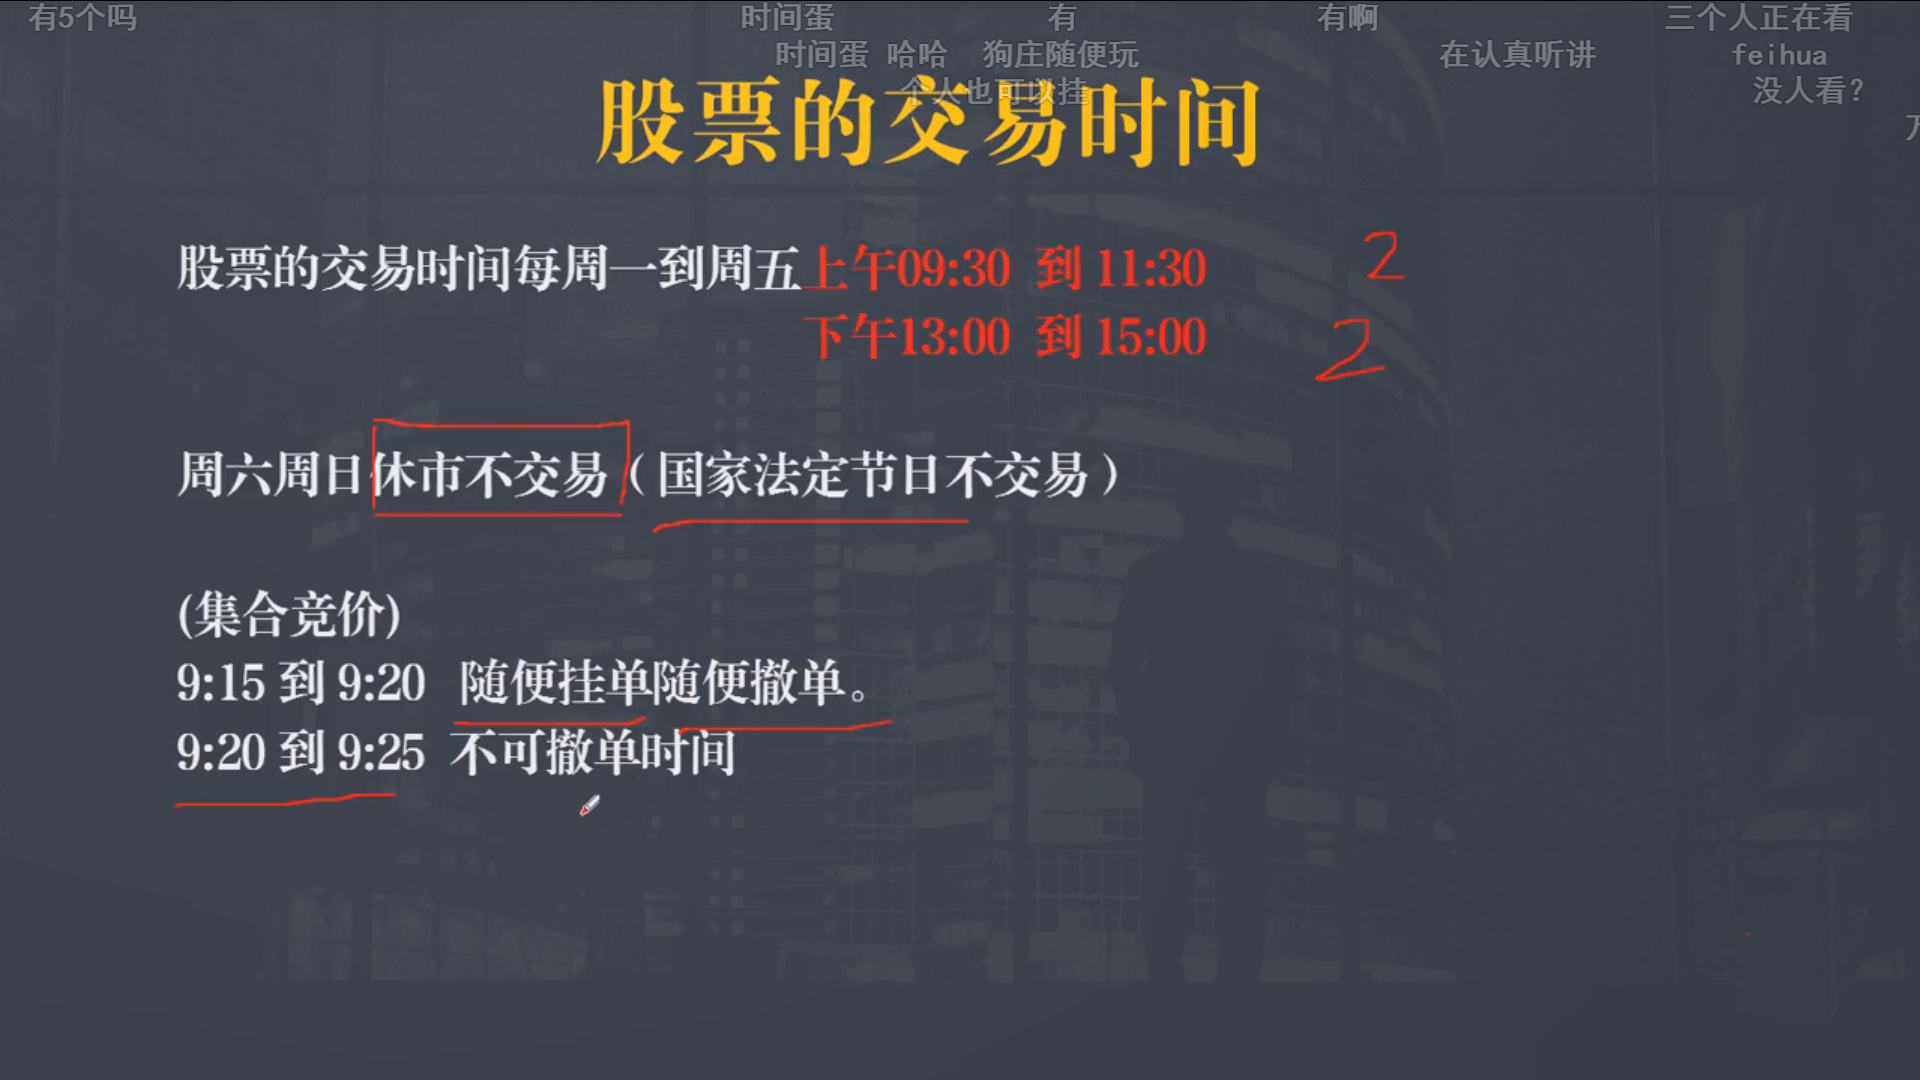 有5个吗 时间蛋 有 有啊 三个人正在看
时间蛋 哈哈 狗庄随便玩 在认真听讲 feihua
个人也可以挂 没人看？
股票的交易时间
股票的交易时间每周一到周五上午09:30 到 11:30 2
下午13:00 到 15:00 2
周六周日休市不交易（国家法定节日不交易）
(集合竞价)
9:15 到 9:20 随便挂单随便撤单。
9:20 到 9:25 不可撤单时间